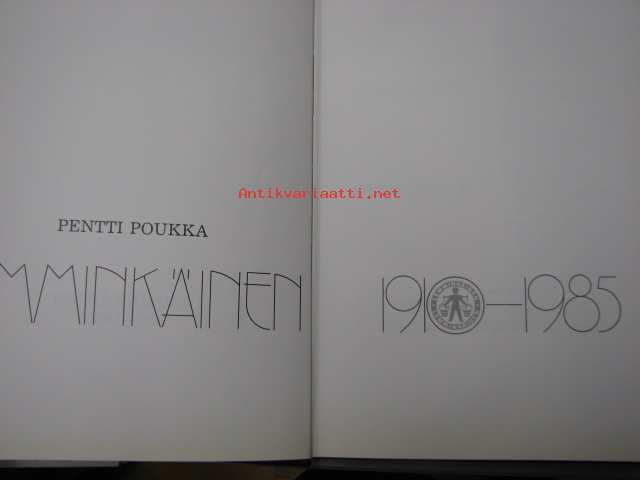 Antikvariaatti.net
PENTTI POUKKA
MMINKÄINEN 1910–1985